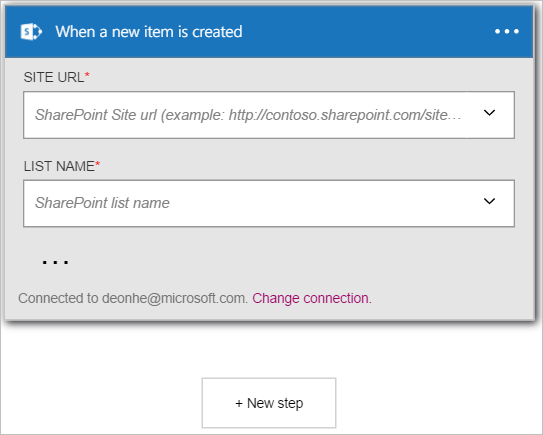 When a new item is created
SITE URL*
SharePoint Site url (example: http://contoso.sharepoint.com/site...
LIST NAME*
SharePoint list name
...
Connected to deonhe@microsoft.com. Change connection.
+ New step